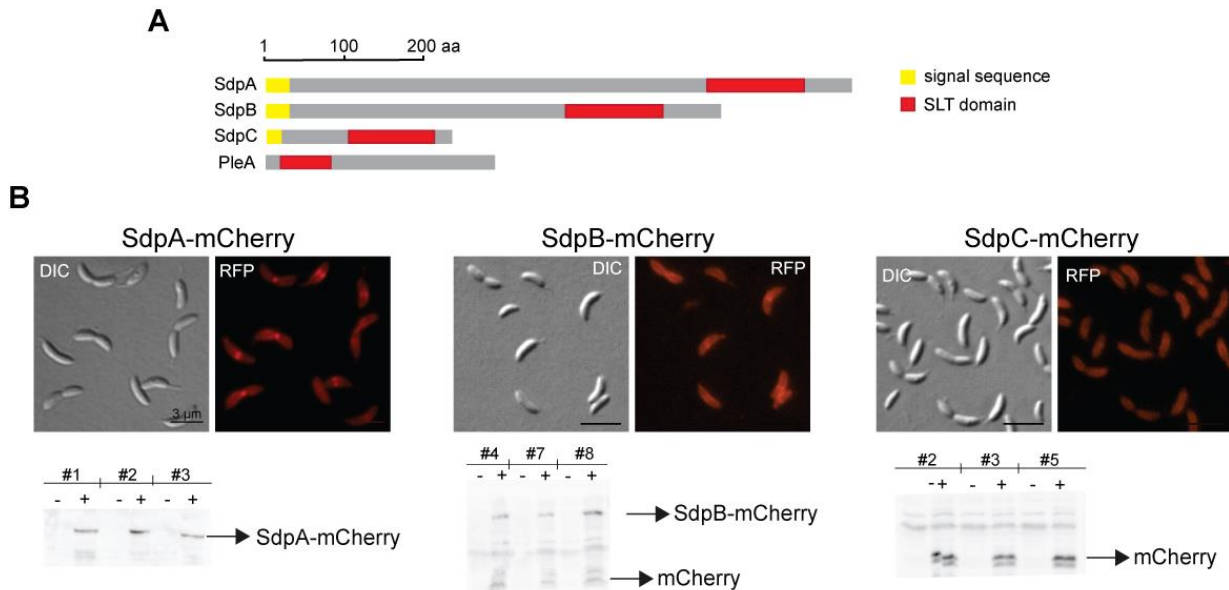 A
1 100 200 aa
SdpA
SdpB
SdpC
PleA
signal sequence
SLT domain
B
SdpA-mCherry
DIC
RFP
3 µm
#1 #2 #3
- + - + - +
SdpA-mCherry
SdpB-mCherry
DIC
RFP
#4 #7 #8
- + - + - +
SdpB-mCherry
mCherry
SdpC-mCherry
DIC
RFP
#2 #3 #5
- + - + - +
mCherry